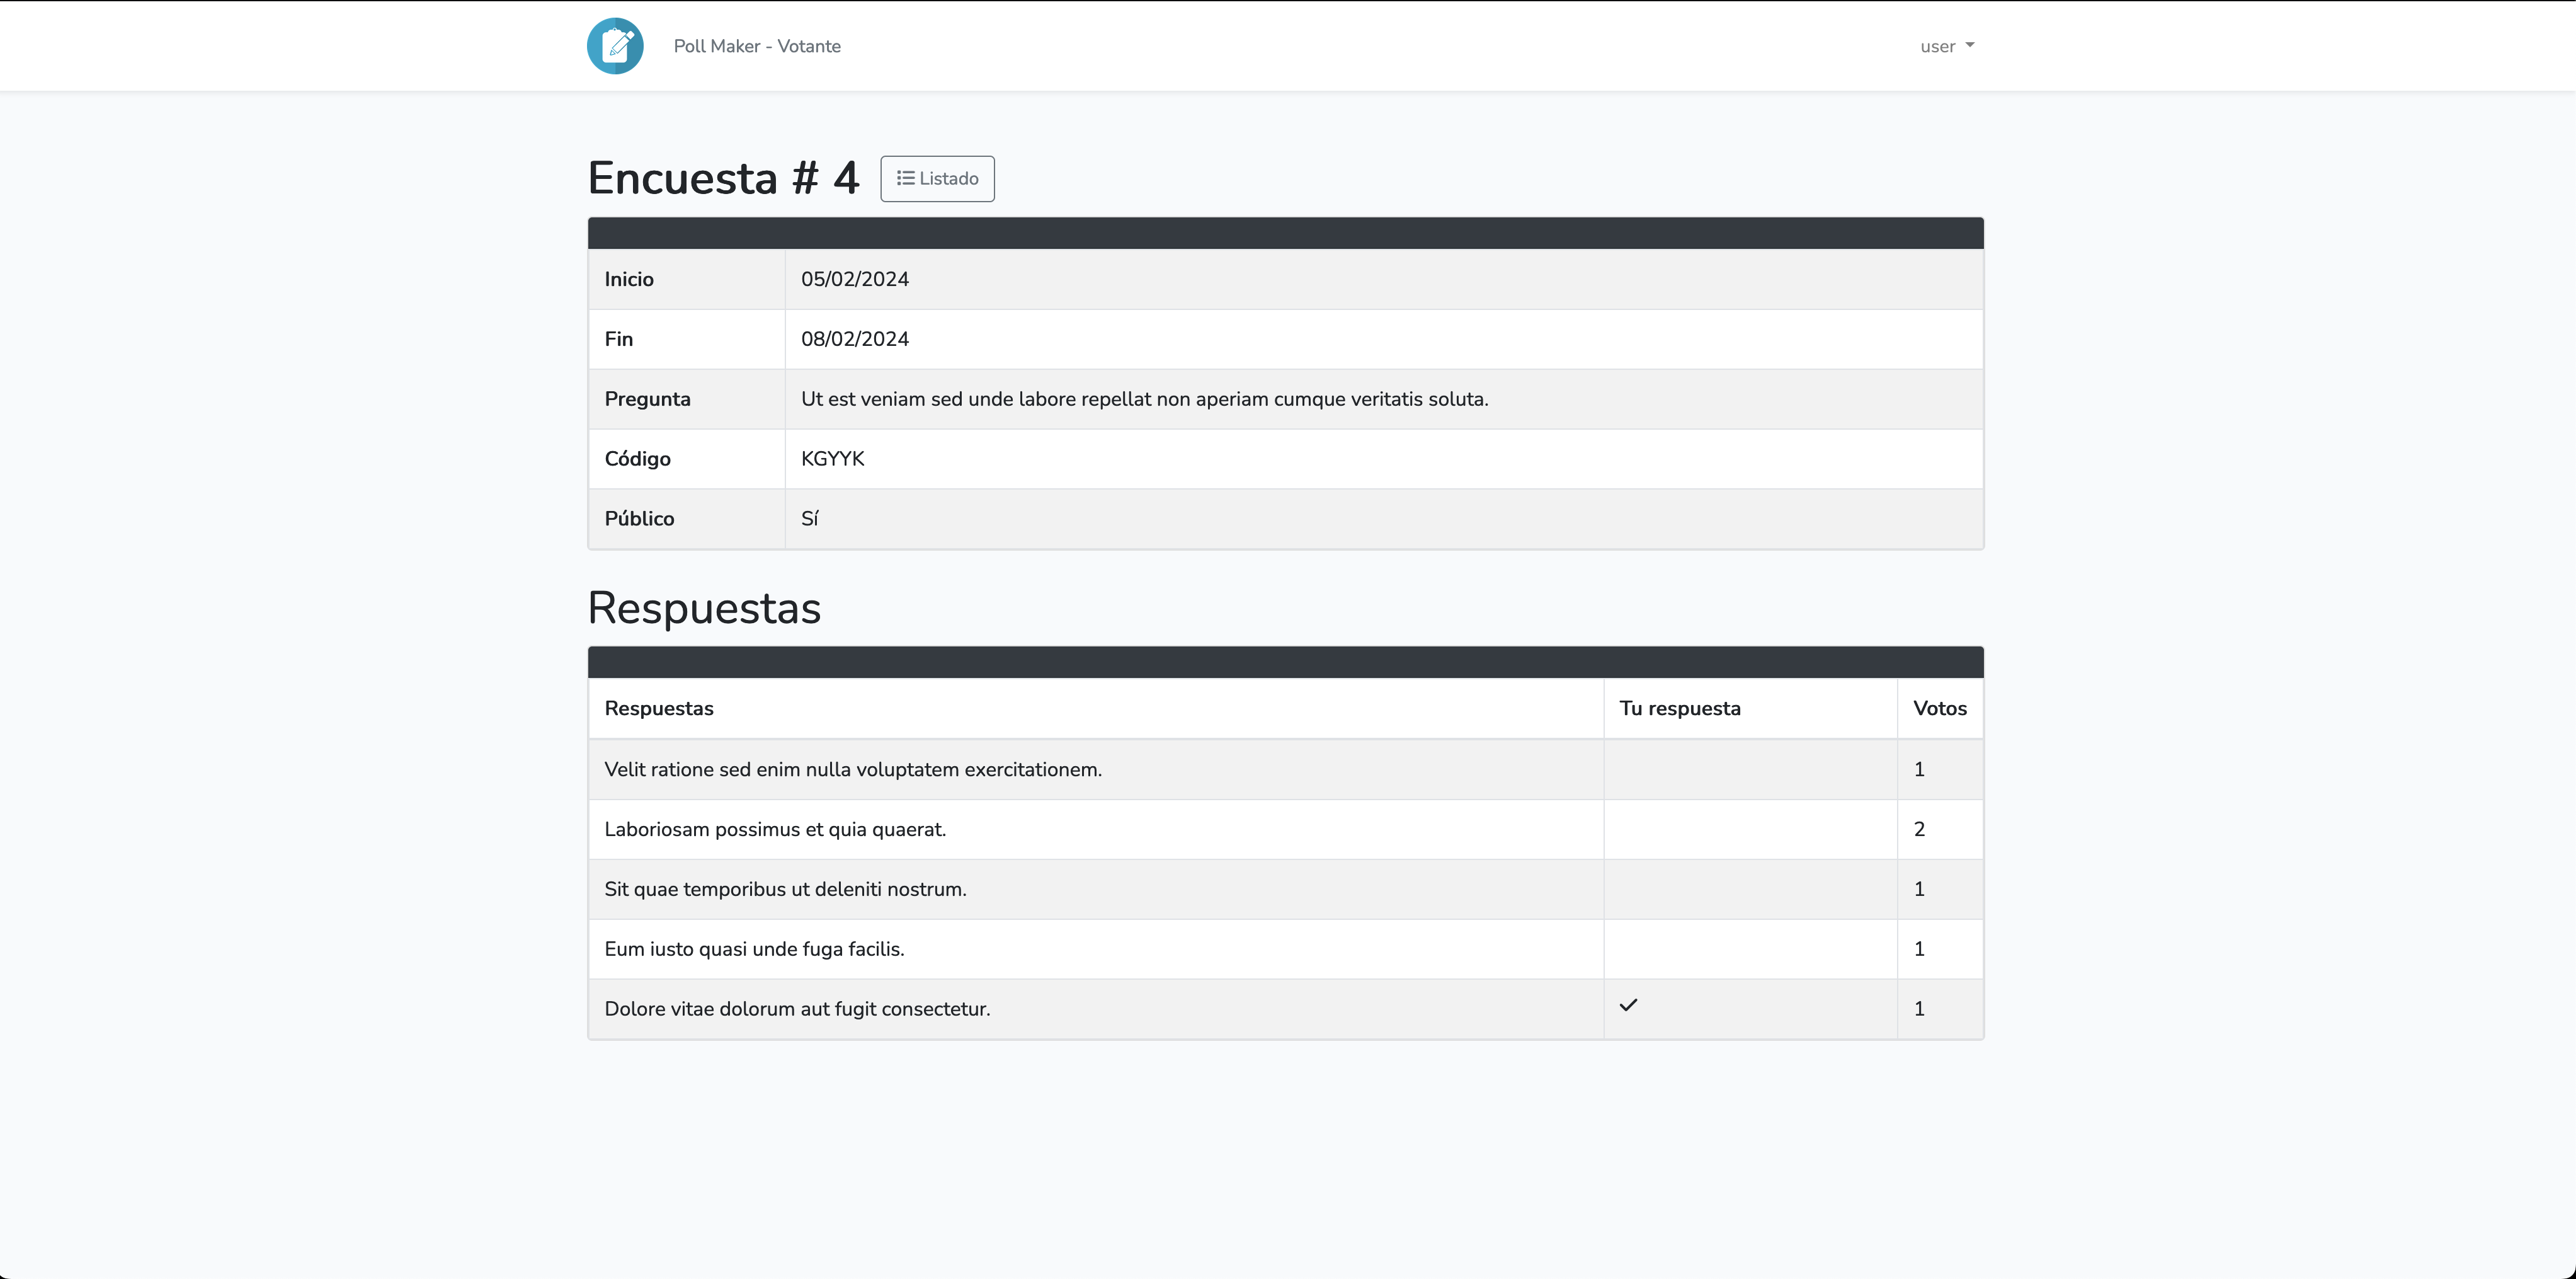 Poll Maker - Votante
user
Encuesta # 4
Listado
Inicio 05/02/2024
Fin 08/02/2024
Pregunta Ut est veniam sed unde labore repellat non aperiam cumque veritatis soluta.
Código KGYYK
Público Sí
Respuestas
Respuestas Tu respuesta Votos
Velit ratione sed enim nulla voluptatem exercitationem. 1
Laboriosam possimus et quia quaerat. 2
Sit quae temporibus ut deleniti nostrum. 1
Eum iusto quasi unde fuga facilis. 1
Dolore vitae dolorum aut fugit consectetur. ✓ 1